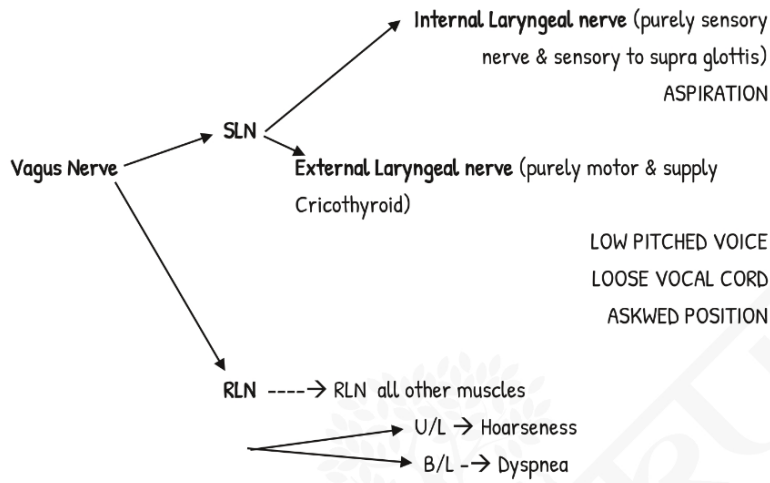 Internal Laryngeal nerve (purely sensory
nerve & sensory to supra glottis)
ASPIRATION
SLN
Vagus Nerve
External Laryngeal nerve (purely motor & supply
Cricothyroid)
LOW PITCHED VOICE
LOOSE VOCAL CORD
ASKWED POSITION
RLN ----→ RLN all other muscles
U/L → Hoarseness
B/L -→ Dyspnea